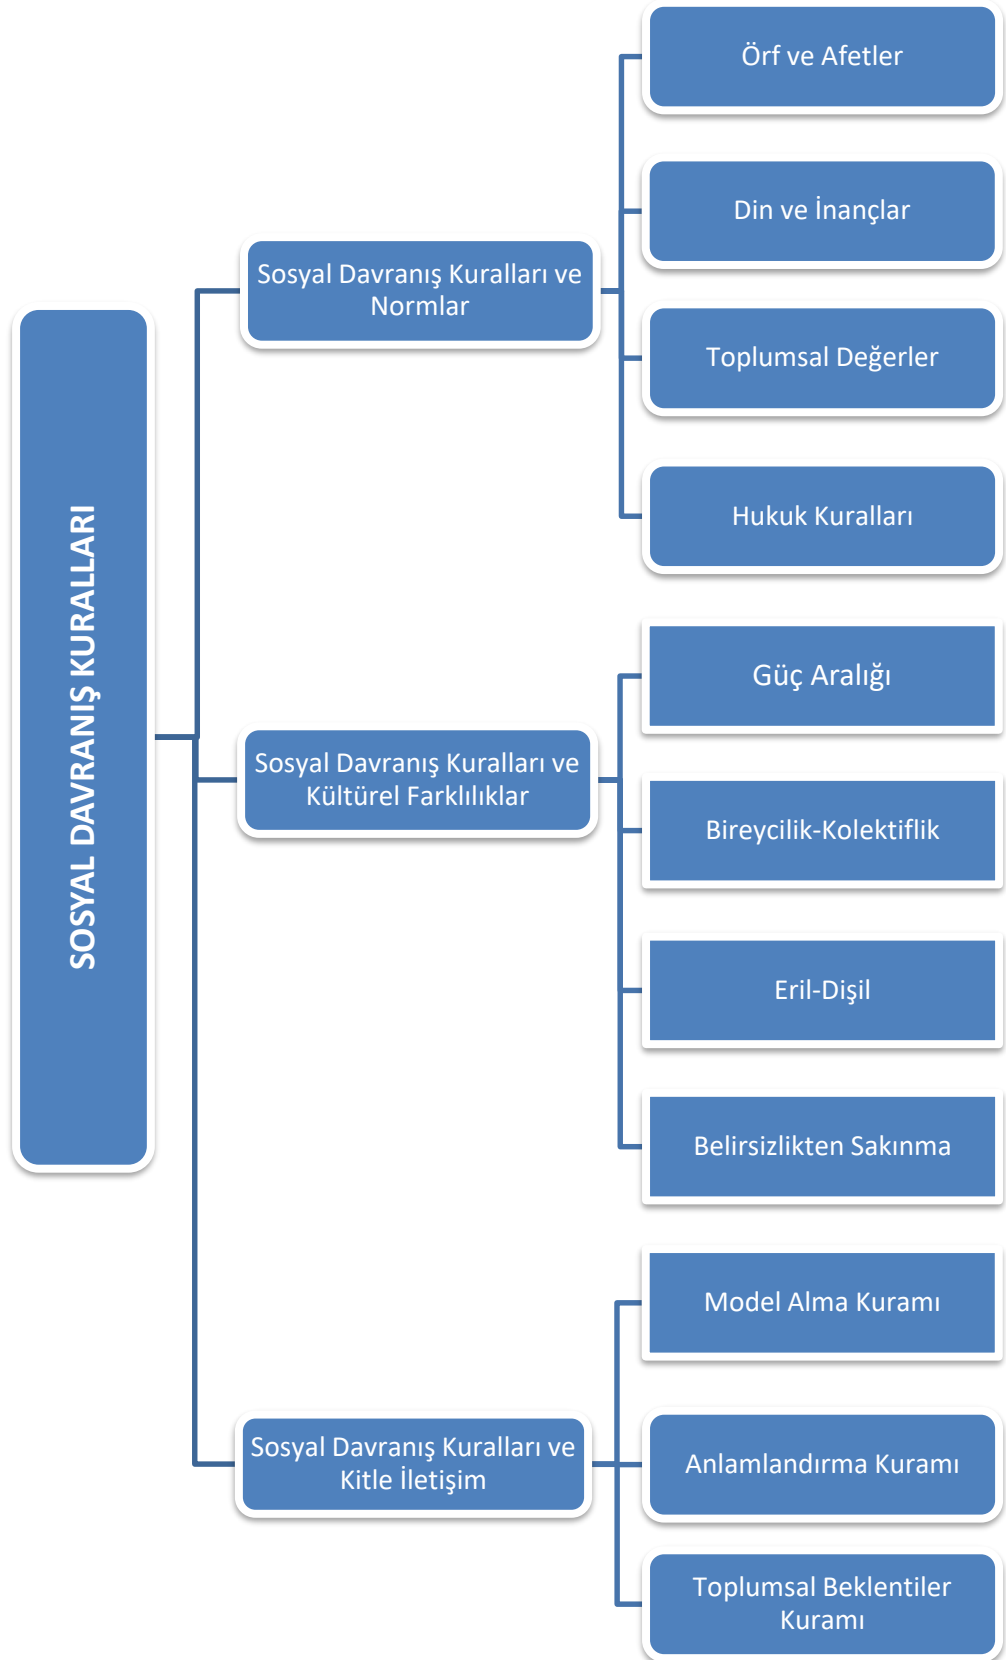 SOSYAL DAVRANIŞ KURALLARI
Sosyal Davranış Kuralları ve
Normlar
Örf ve Afetler
Din ve İnançlar
Toplumsal Değerler
Hukuk Kuralları
Sosyal Davranış Kuralları ve
Kültürel Farklılıklar
Güç Aralığı
Bireycilik-Kolektiflik
Eril-Dişil
Belirsizlikten Sakınma
Sosyal Davranış Kuralları ve
Kitle İletişim
Model Alma Kuramı
Anlamlandırma Kuramı
Toplumsal Beklentiler
Kuramı